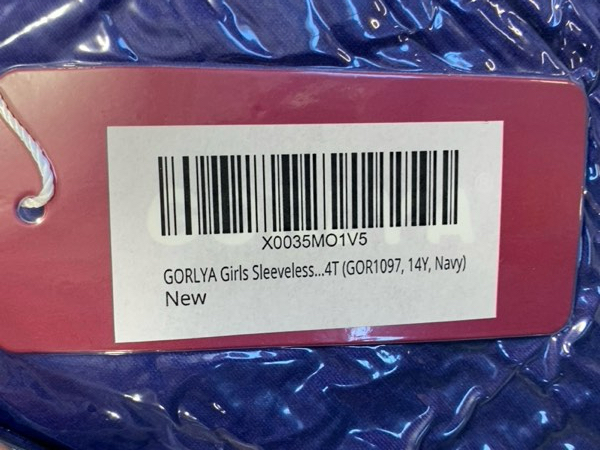 X0035MO1V5
GORLYA Girls Sleeveless...4T (GOR1097, 14Y, Navy)
New